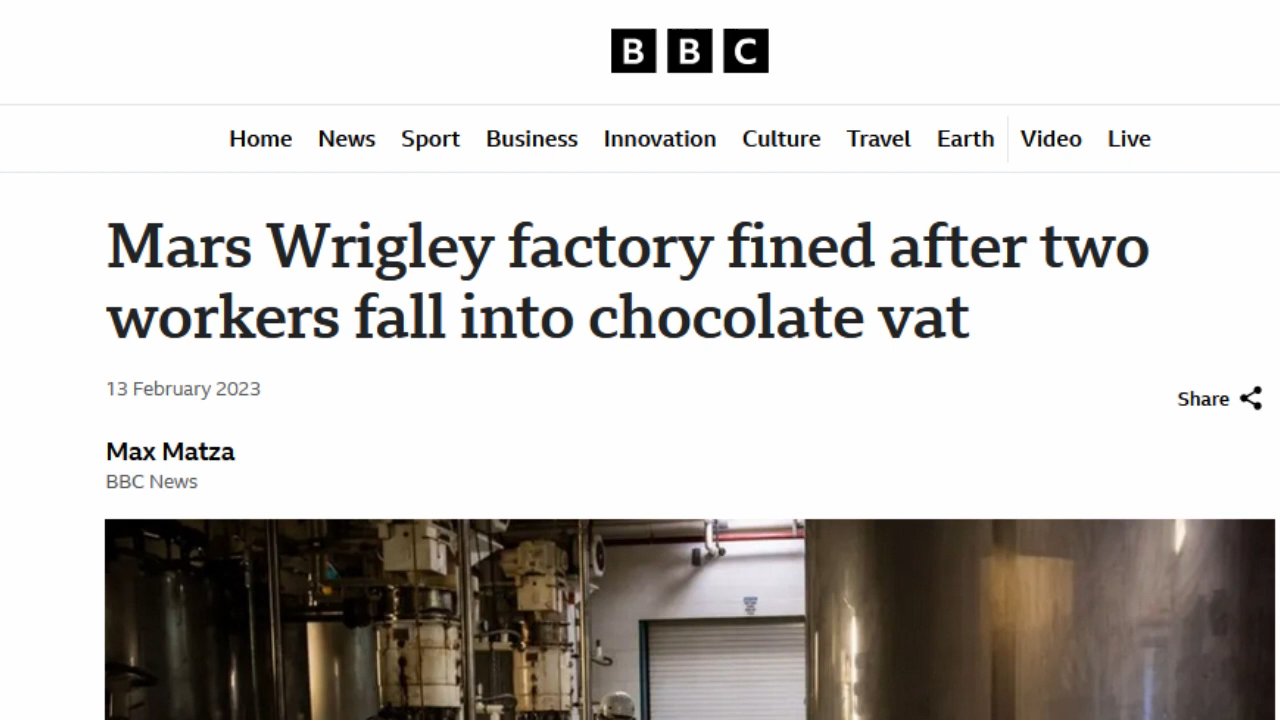 BBC
Home News Sport Business Innovation Culture Travel Earth Video Live
Mars Wrigley factory fined after two
workers fall into chocolate vat
13 February 2023
Share
Max Matza
BBC News